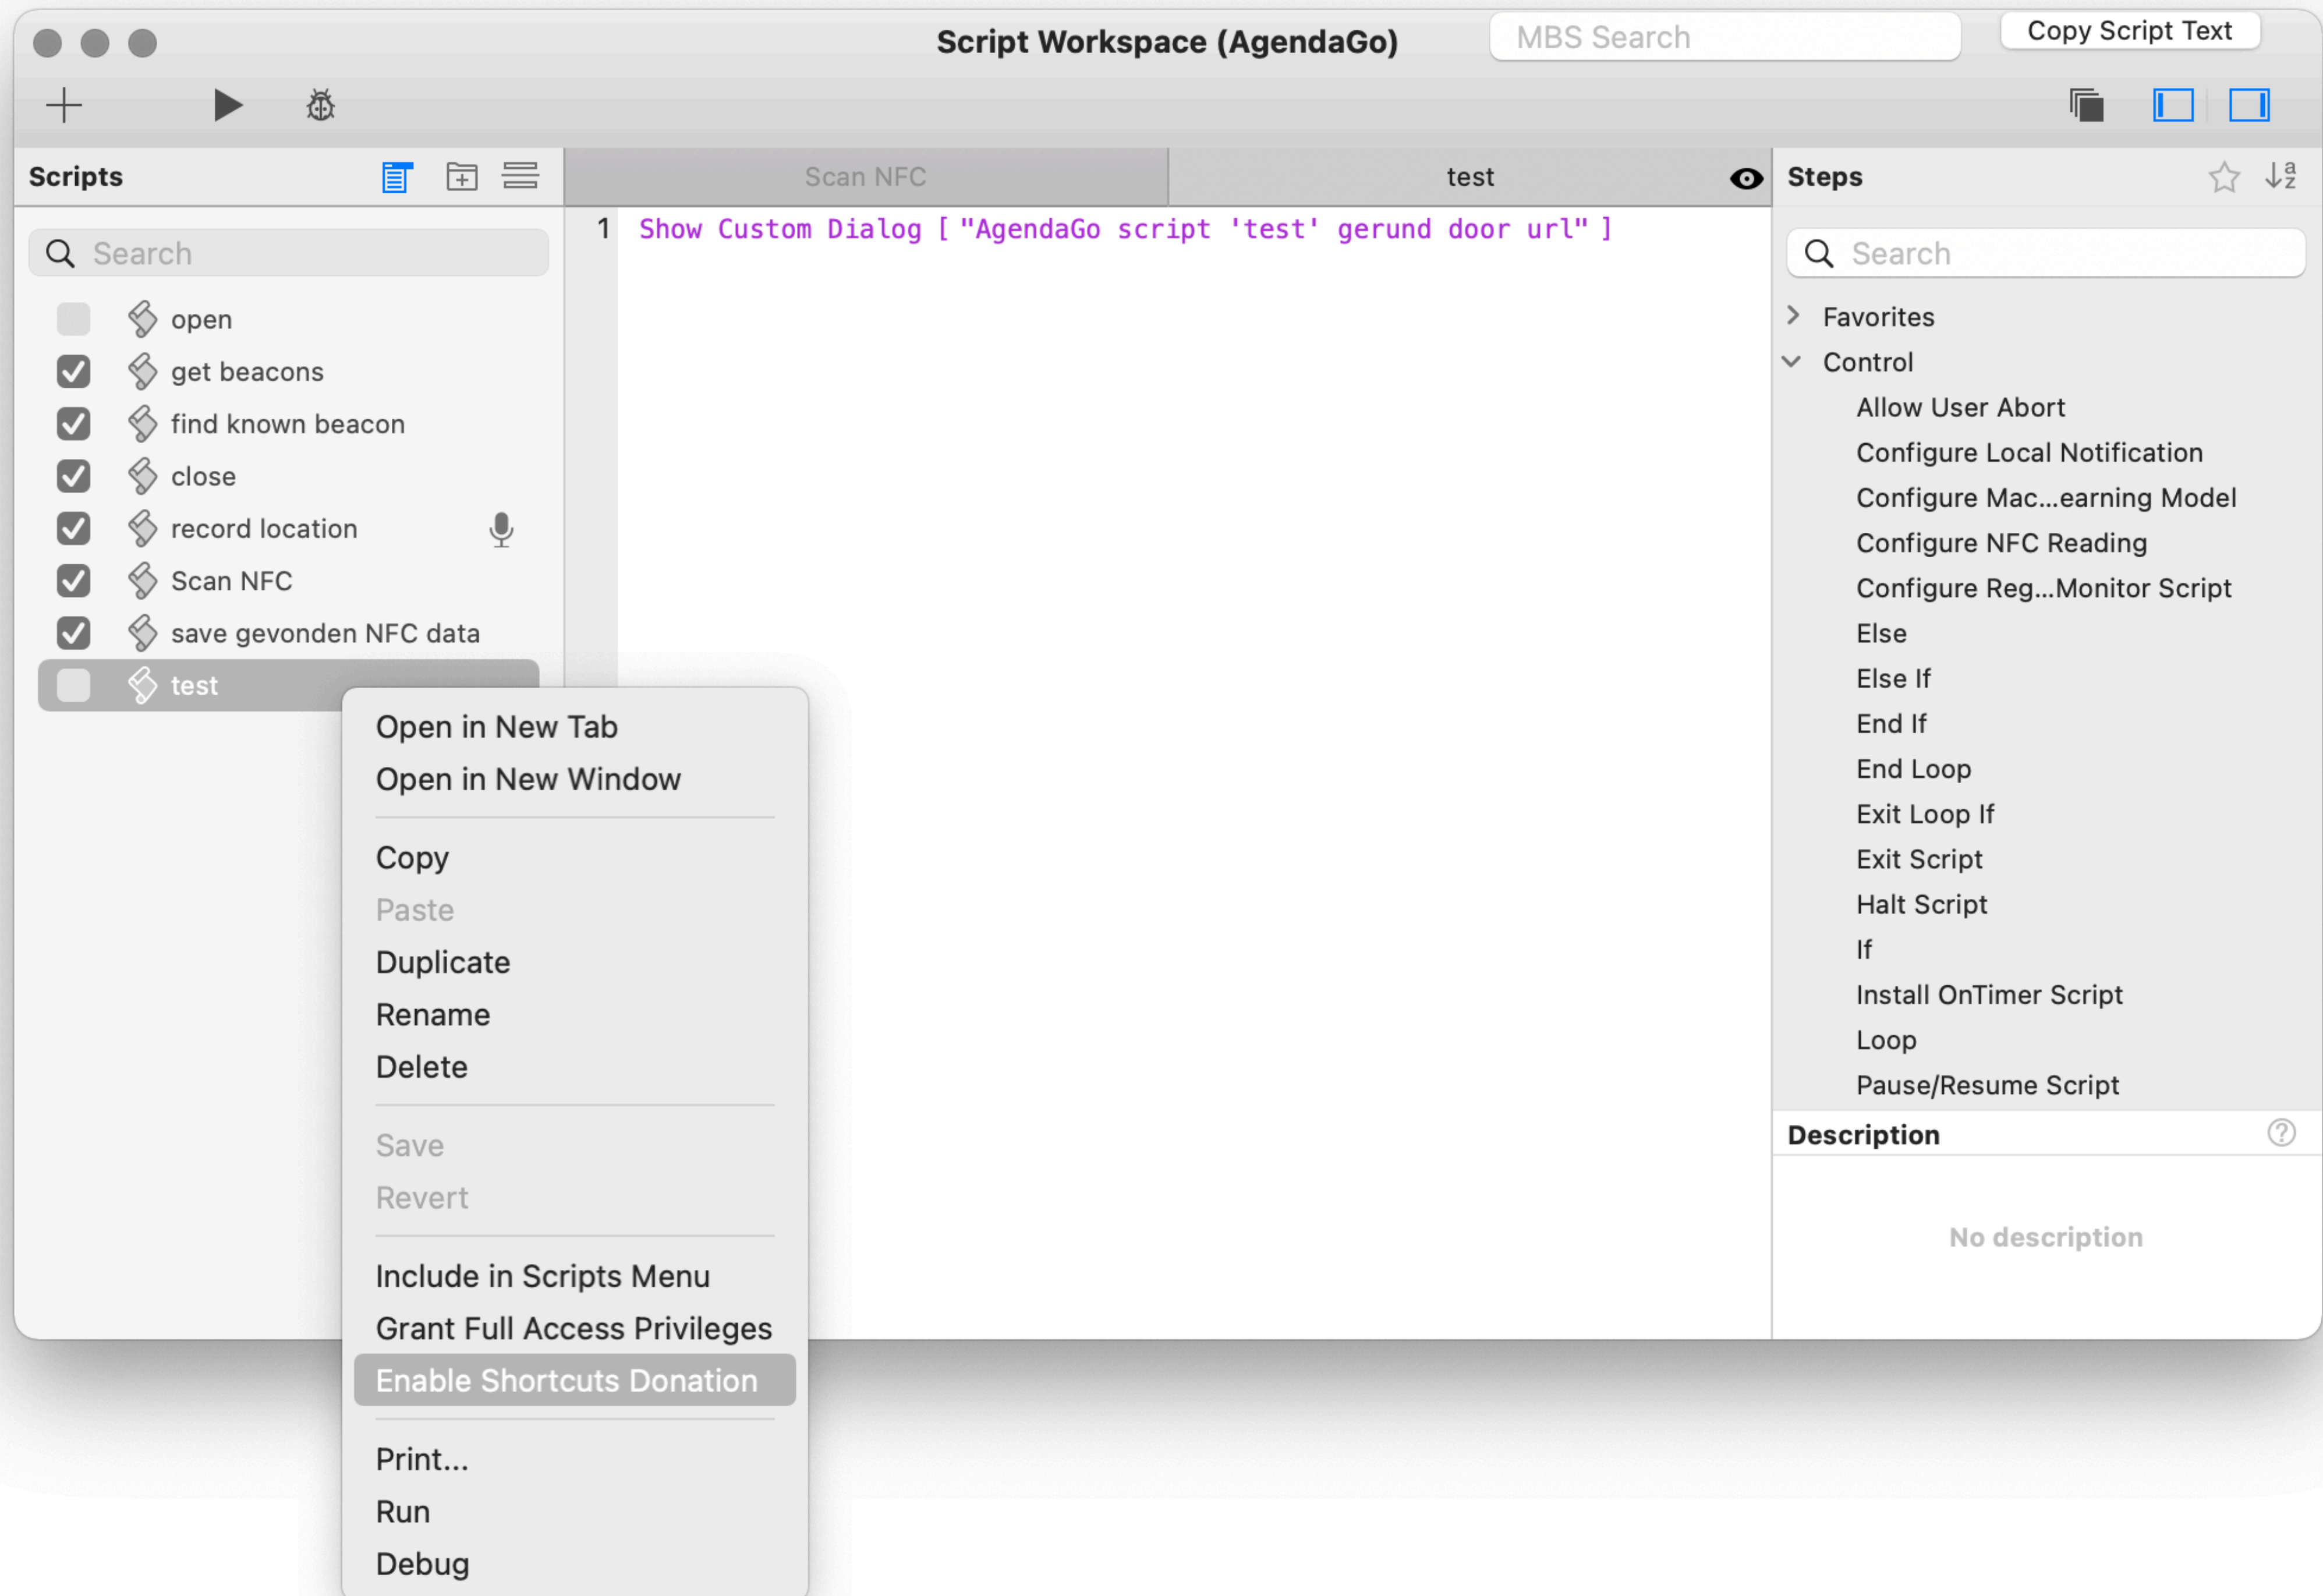 Script Workspace (AgendaGo)
MBS Search
Copy Script Text
Scripts
Search
open
get beacons
find known beacon
close
record location
Scan NFC
save gevonden NFC data
test
Scan NFC
test
1 Show Custom Dialog [ "AgendaGo script 'test' gerund door url" ]
Open in New Tab
Open in New Window
Copy
Paste
Duplicate
Rename
Delete
Save
Revert
Include in Scripts Menu
Grant Full Access Privileges
Enable Shortcuts Donation
Print...
Run
Debug
Steps
a
z
Search
Favorites
Control
Allow User Abort
Configure Local Notification
Configure Mac...earning Model
Configure NFC Reading
Configure Reg...Monitor Script
Else
Else If
End If
End Loop
Exit Loop If
Exit Script
Halt Script
If
Install OnTimer Script
Loop
Pause/Resume Script
Description
?
No description